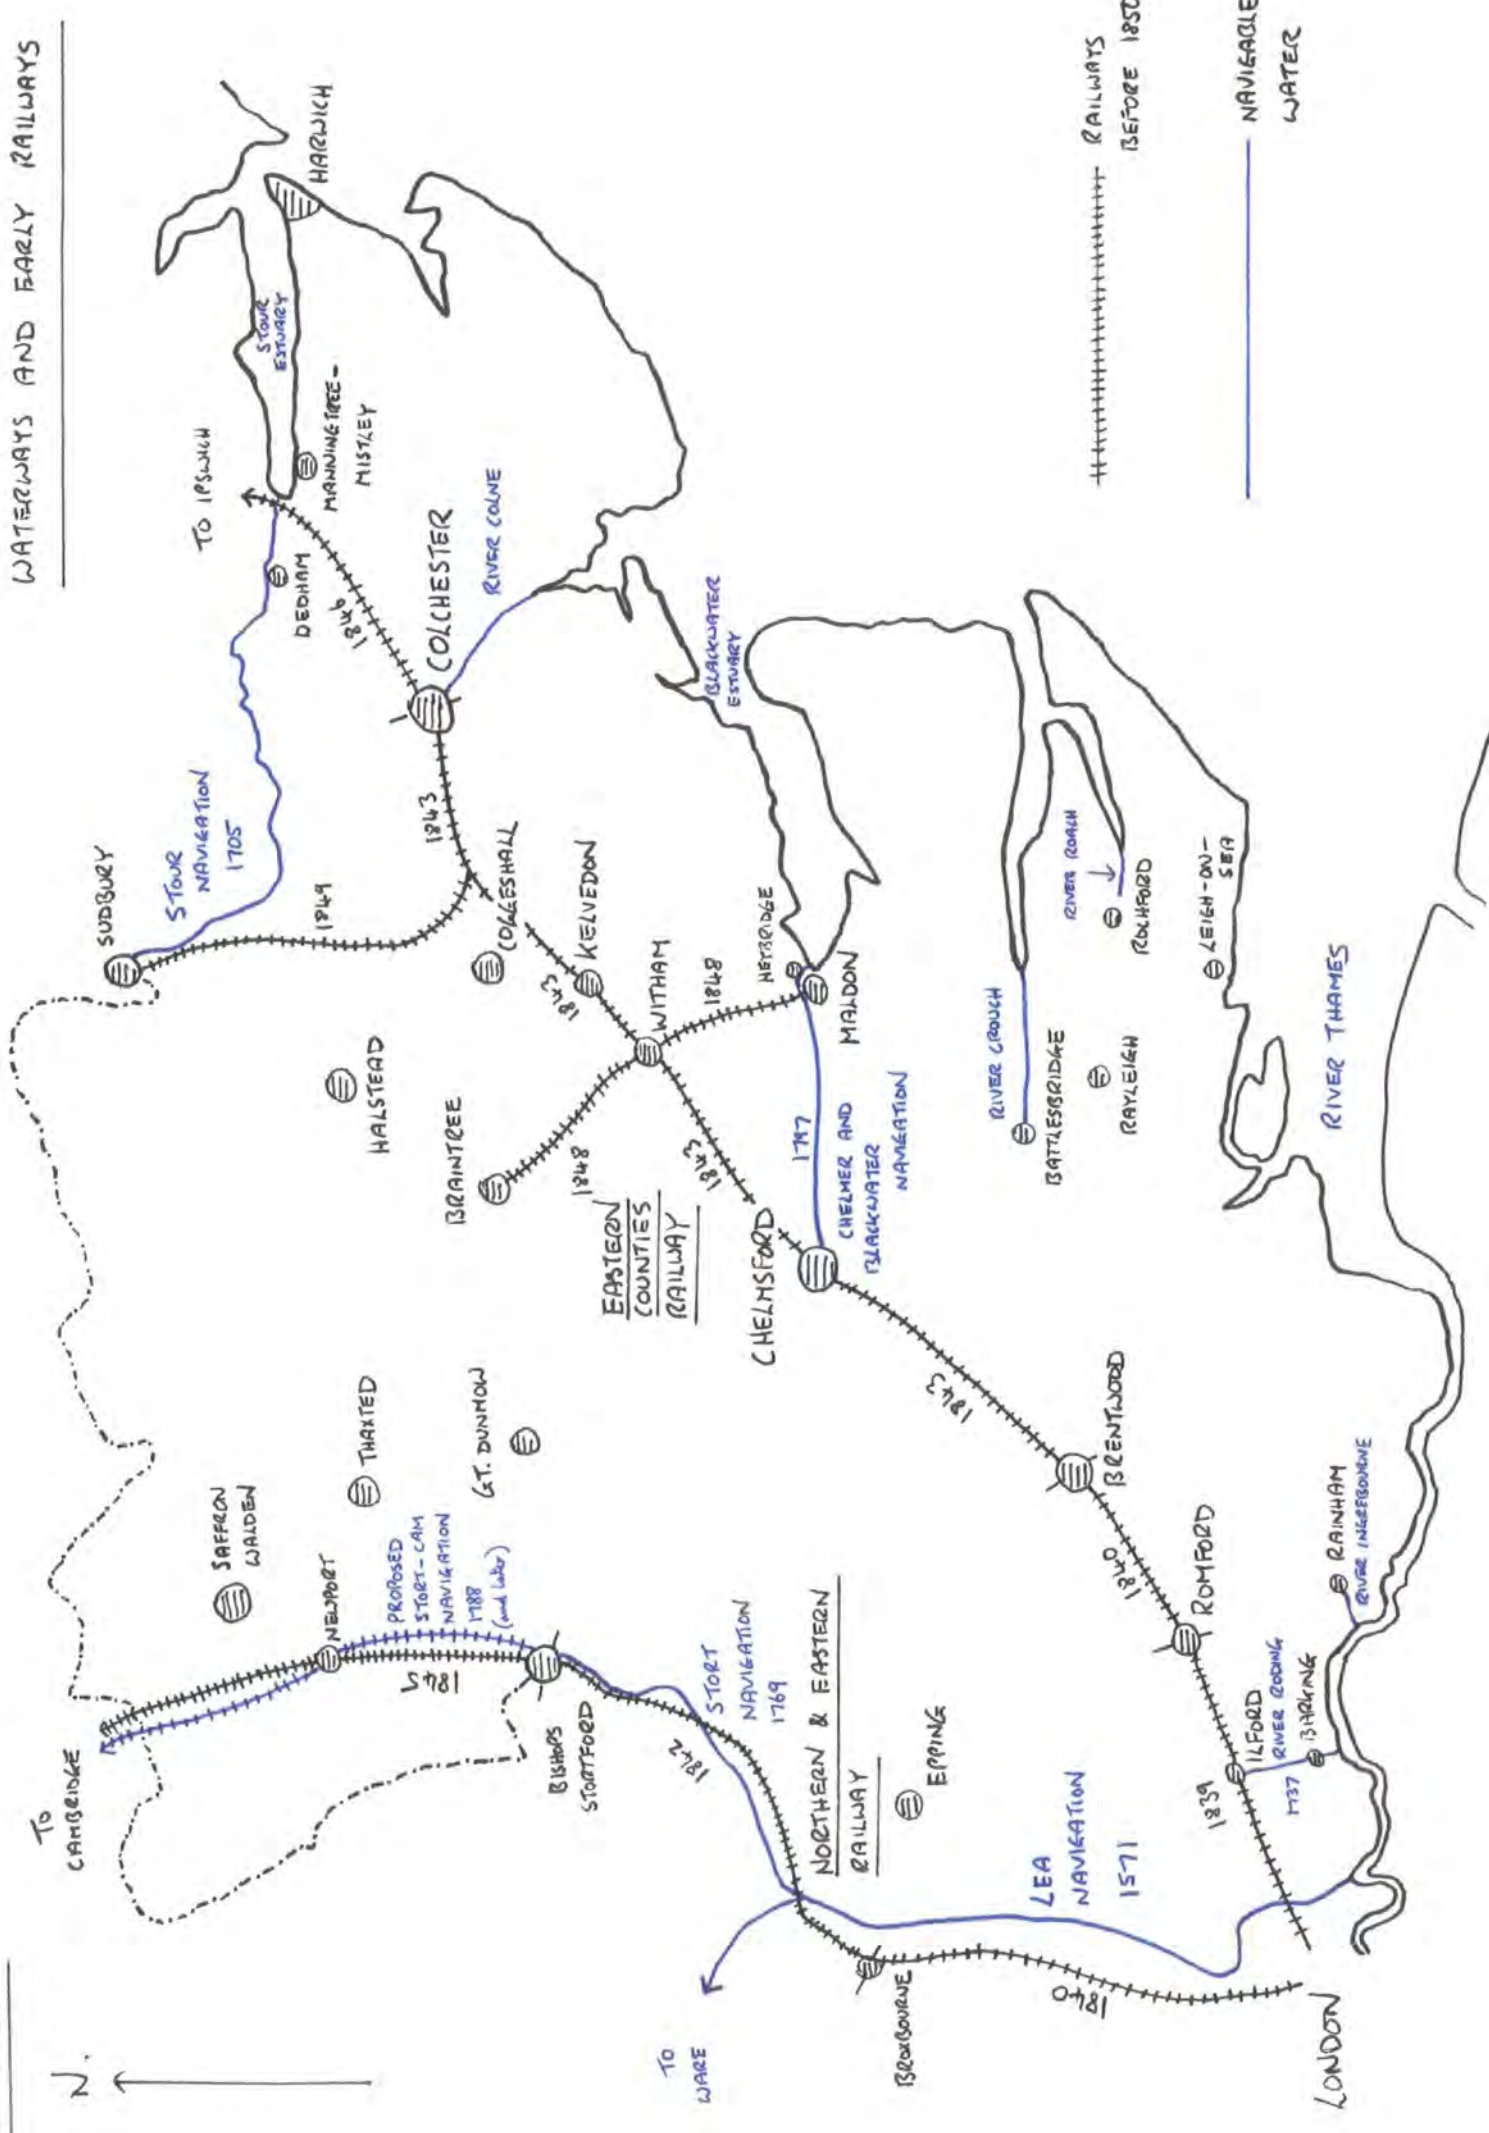 WATERWAYS AND EARLY RAILWAYS
N.
TO
CAMBRIDGE
SAFFRON
WALDEN
NEWPORT
THAXTED
PROPOSED
STORT-CAM
NAVIGATION
1788
(and later)
1845
GT. DUNMOW
BISHOPS
STORTFORD
STORT
NAVIGATION
1769
1842
NORTHERN & EASTERN
RAILWAY
EPPING
TO
WARE
BROXBOURNE
LEA
NAVIGATION
1571
1840
LONDON
1839
ILFORD
RIVER RODING
1737
BARKING
ROMFORD
RAINHAM
RIVER INGREBOURNE
1840
BRENTWOOD
1843
CHELMSFORD
EASTERN
COUNTIES
RAILWAY
1843
1797
CHELMER AND
BLACKWATER
NAVIGATION
BRAINTREE
1848
HALSTEAD
WITHAM
1848
HEYBRIDGE
MALDON
1843
KELVEDON
COGGESHALL
1843
SUDBURY
STOUR
NAVIGATION
1705
1849
COLCHESTER
RIVER COLNE
1846
DEDHAM
TO IPSWICH
MANNINGTREE-
MISTLEY
STOUR
ESTUARY
HARWICH
BLACKWATER
ESTUARY
RIVER CROUCH
BATTLESBRIDGE
RAYLEIGH
RIVER ROACH
ROCHFORD
LEIGH-ON-
SEA
RIVER THAMES
RAILWAYS
BEFORE 1850
NAVIGABLE
WATER